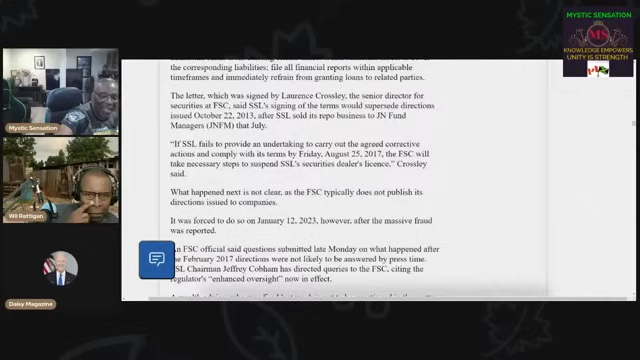 MYSTIC SENSATION
MS
KNOWLEDGE EMPOWERS
UNITY IS STRENGTH
the corresponding liabilities; file all financial reports within applicable
timeframes and immediately refrain from granting loans to related parties.
The letter, which was signed by Laurence Crossley, the senior director for
securities at FSC, said SSL's signing of the terms would supersede directions
issued October 22, 2013, after SSL sold its repo business to JN Fund
Managers (JNFM) that July.
"If SSL fails to provide an undertaking to carry out the agreed corrective
actions and comply with its terms by Friday, August 25, 2017, the FSC will
take necessary steps to suspend SSL's securities dealer's licence," Crossley
said.
What happened next is not clear, as the FSC typically does not publish its
directions issued to companies.
It was forced to do so on January 12, 2023, however, after the massive fraud
was reported.
An FSC official said questions submitted late Monday on what happened after
the February 2017 directions were not likely to be answered by press time.
SSL Chairman Jeffrey Cobham has directed queries to the FSC, citing the
regulator's "enhanced oversight" now in effect.
Mystic Sensation
Wil Rattigan
Daisy Magazine